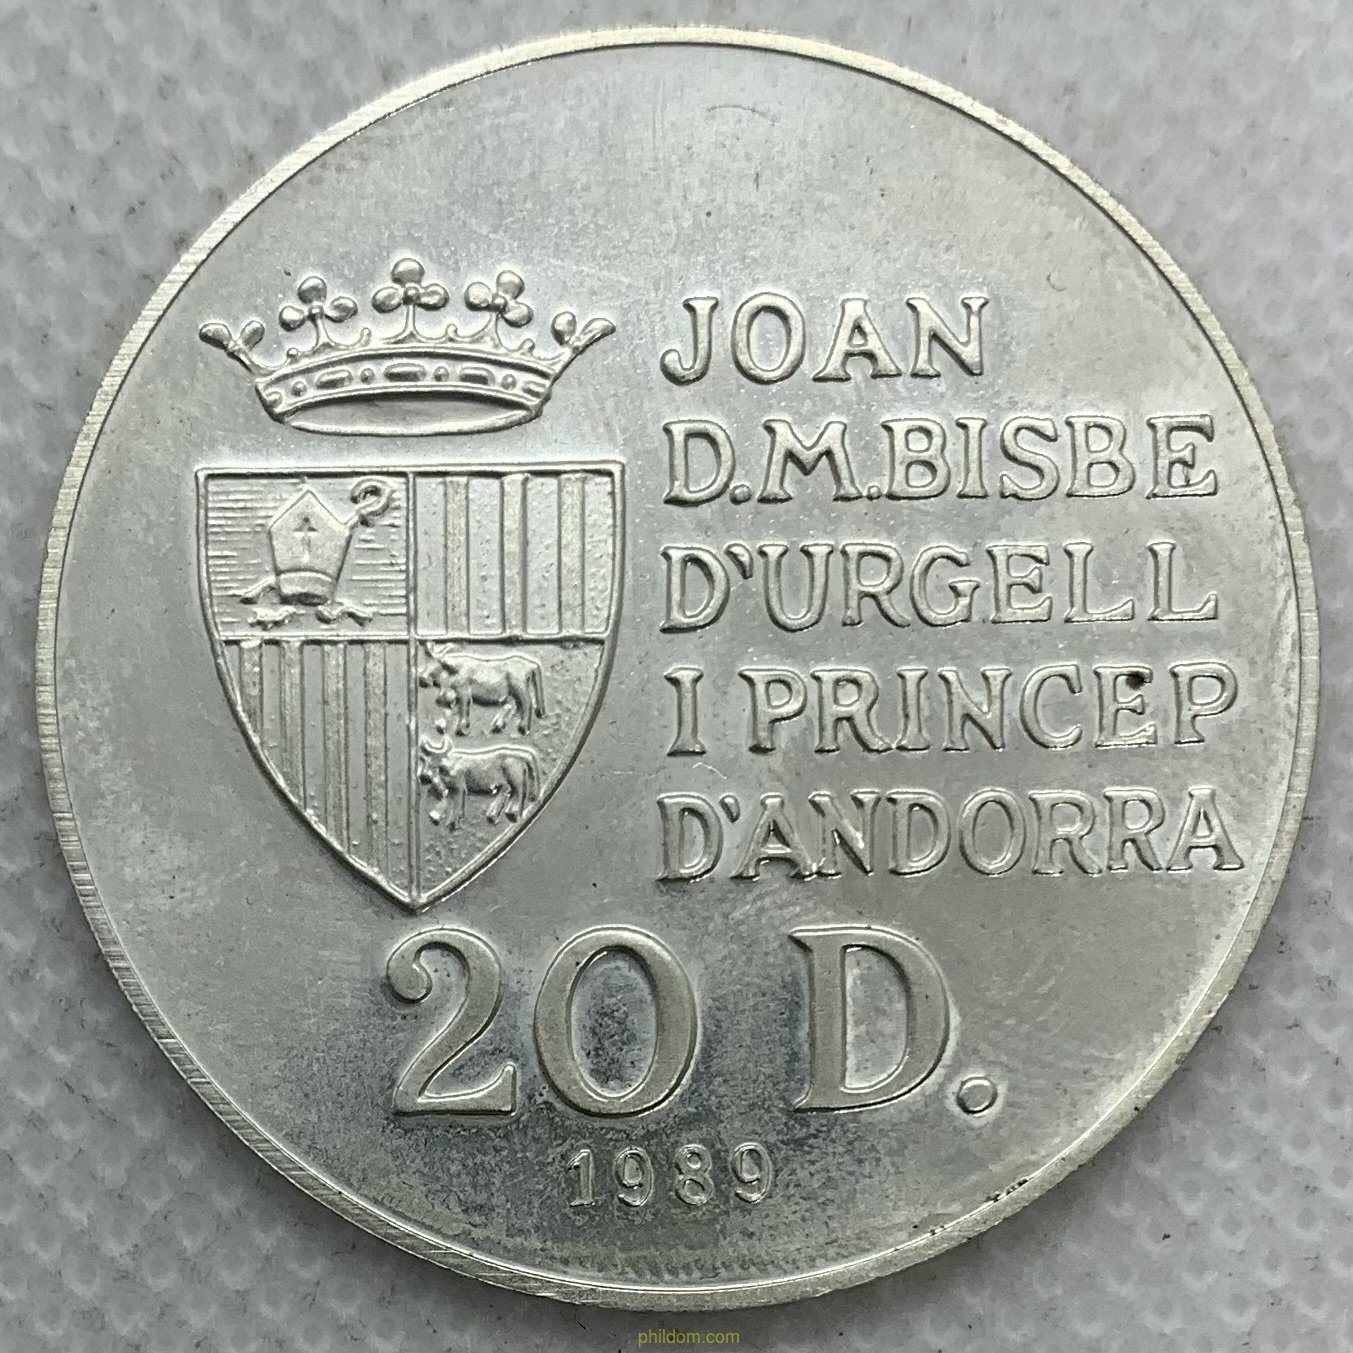 JOAN
D.M.BISBE
D'URGELL
I PRINCEP
D'ANDORRA
20 D.
1989
phildom.com